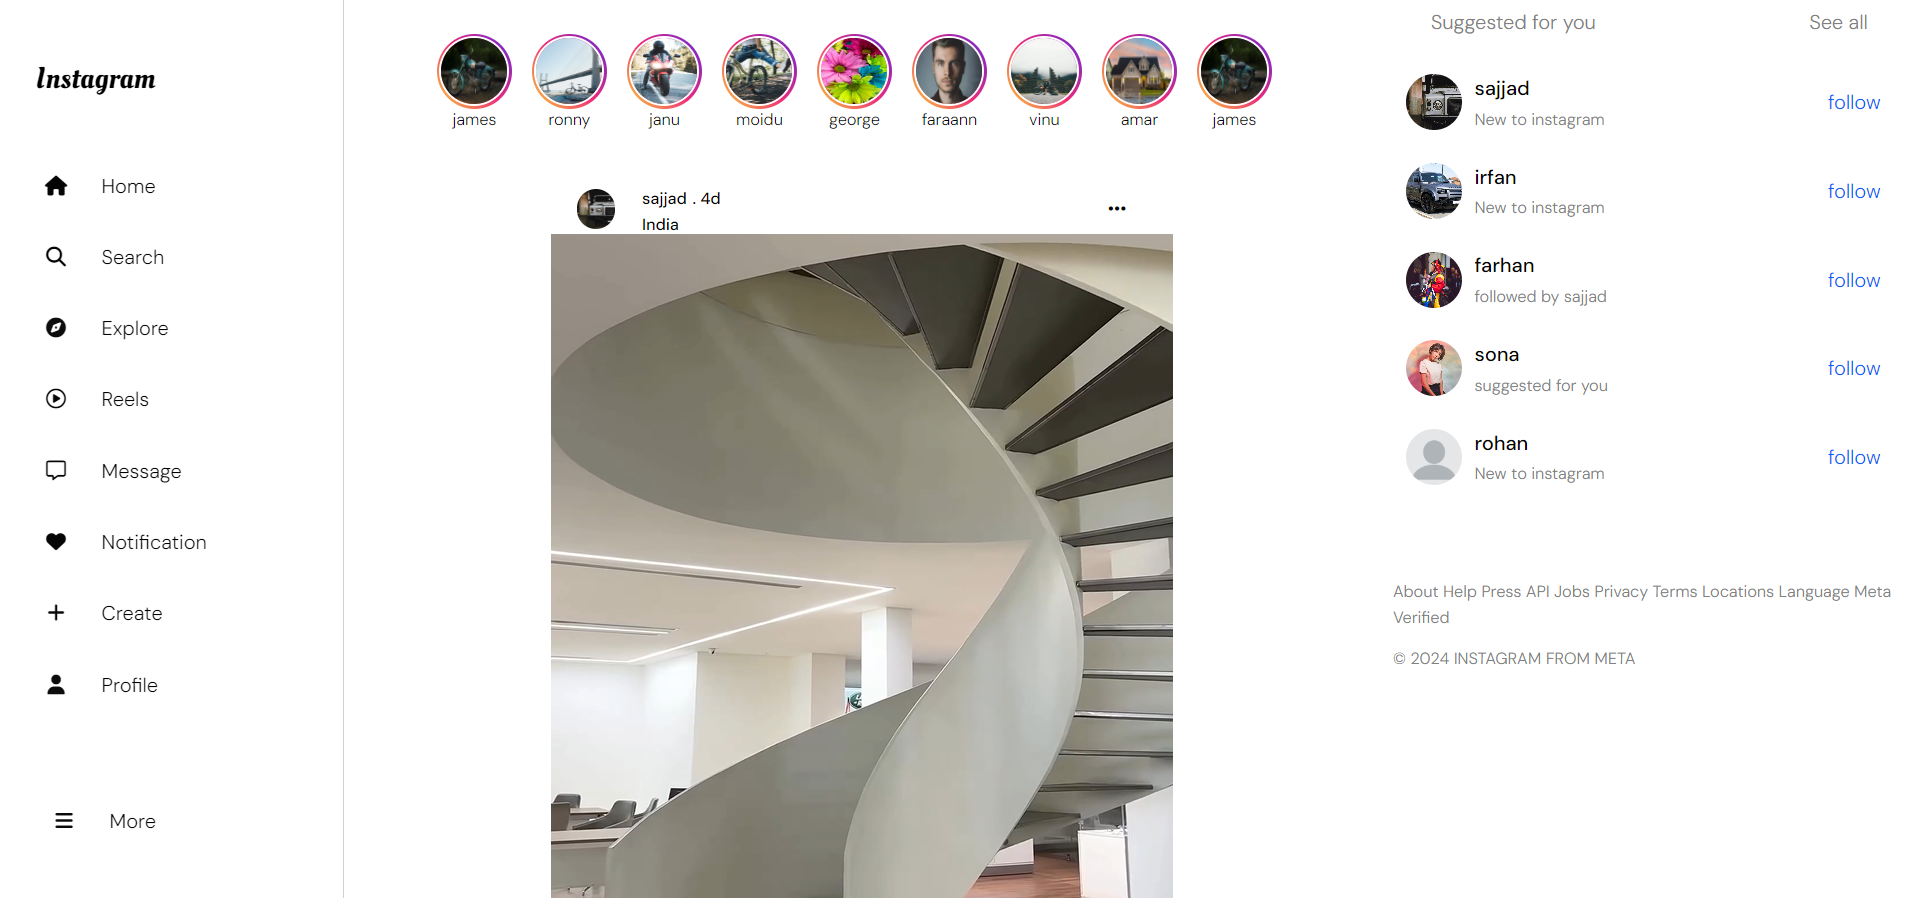 Instagram
Home
Search
Explore
Reels
Message
Notification
Create
Profile
More
james
ronny
janu
moidu
george
faraann
vinu
amar
james
sajjad . 4d
India
Suggested for you
See all
sajjad
New to instagram
follow
irfan
New to instagram
follow
farhan
followed by sajjad
follow
sona
suggested for you
follow
rohan
New to instagram
follow
About Help Press API Jobs Privacy Terms Locations Language Meta
Verified
© 2024 INSTAGRAM FROM META